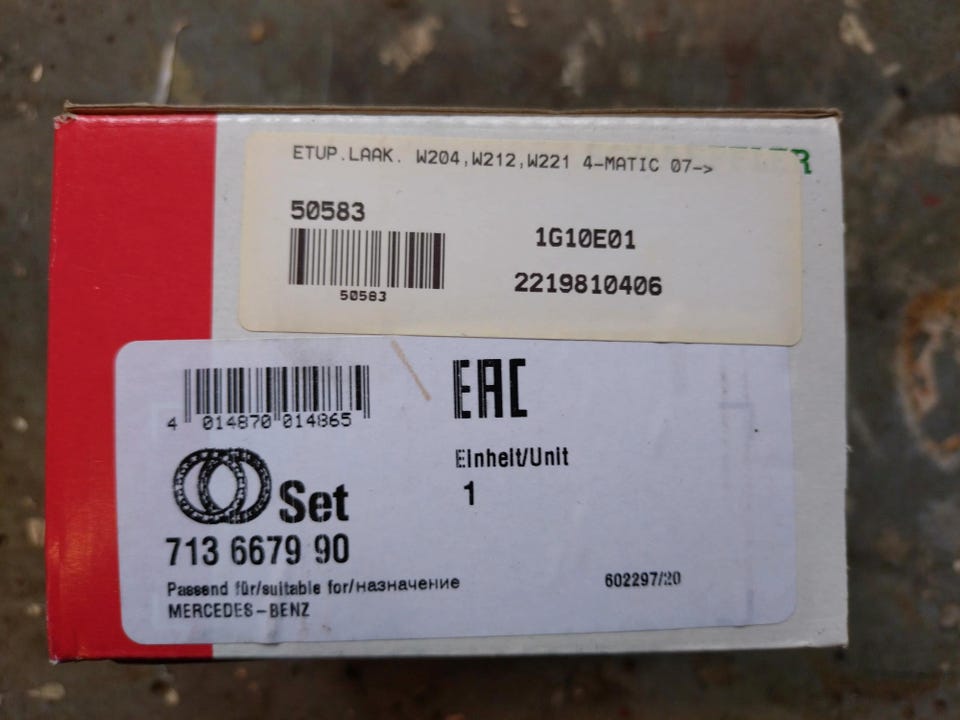 ETUP.LAAK. W204,W212,W221 4-MATIC 07->
50583
1G10E01
50583
2219810406
4 014870 014865
EAC
Einheit/Unit
1
Set
713 6679 90
Passend für/suitable for/назначение
602297/20
MERCEDES-BENZ